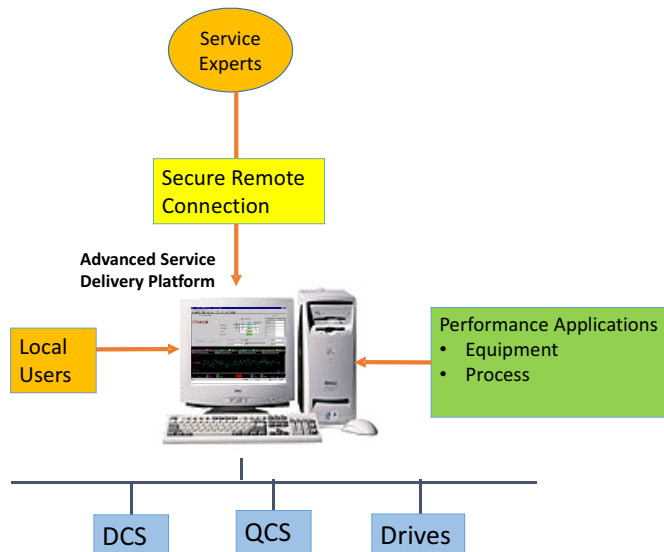 Service
Experts
Secure Remote
Connection
Advanced Service
Delivery Platform
Local
Users
Performance Applications
• Equipment
• Process
DCS
QCS
Drives